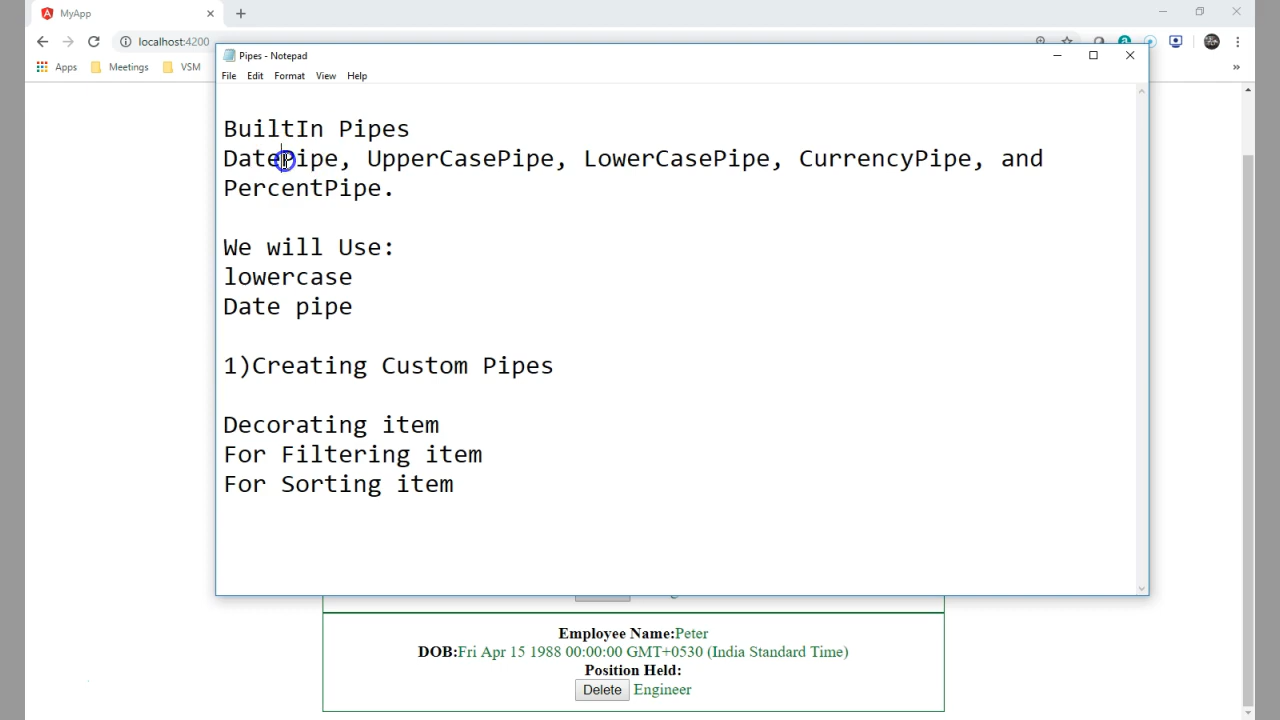 MyApp
localhost:4200
Apps
Meetings
VSM
Pipes - Notepad
File Edit Format View Help
BuiltIn Pipes
DatePipe, UpperCasePipe, LowerCasePipe, CurrencyPipe, and
PercentPipe.
We will Use:
lowercase
Date pipe
1)Creating Custom Pipes
Decorating item
For Filtering item
For Sorting item
Employee Name:Peter
DOB:Fri Apr 15 1988 00:00:00 GMT+0530 (India Standard Time)
Position Held:
Delete Engineer